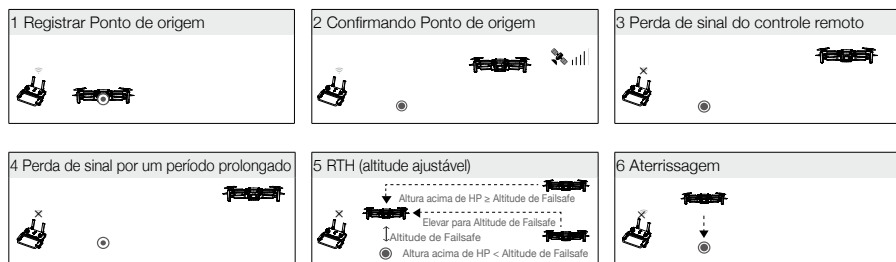 1 Registrar Ponto de origem
2 Confirmando Ponto de origem
3 Perda de sinal do controle remoto
4 Perda de sinal por um período prolongado
5 RTH (altitude ajustável)
Altura acima de HP ≥ Altitude de Failsafe
Elevar para Altitude de Failsafe
Altitude de Failsafe
Altura acima de HP < Altitude de Failsafe
6 Aterrissagem